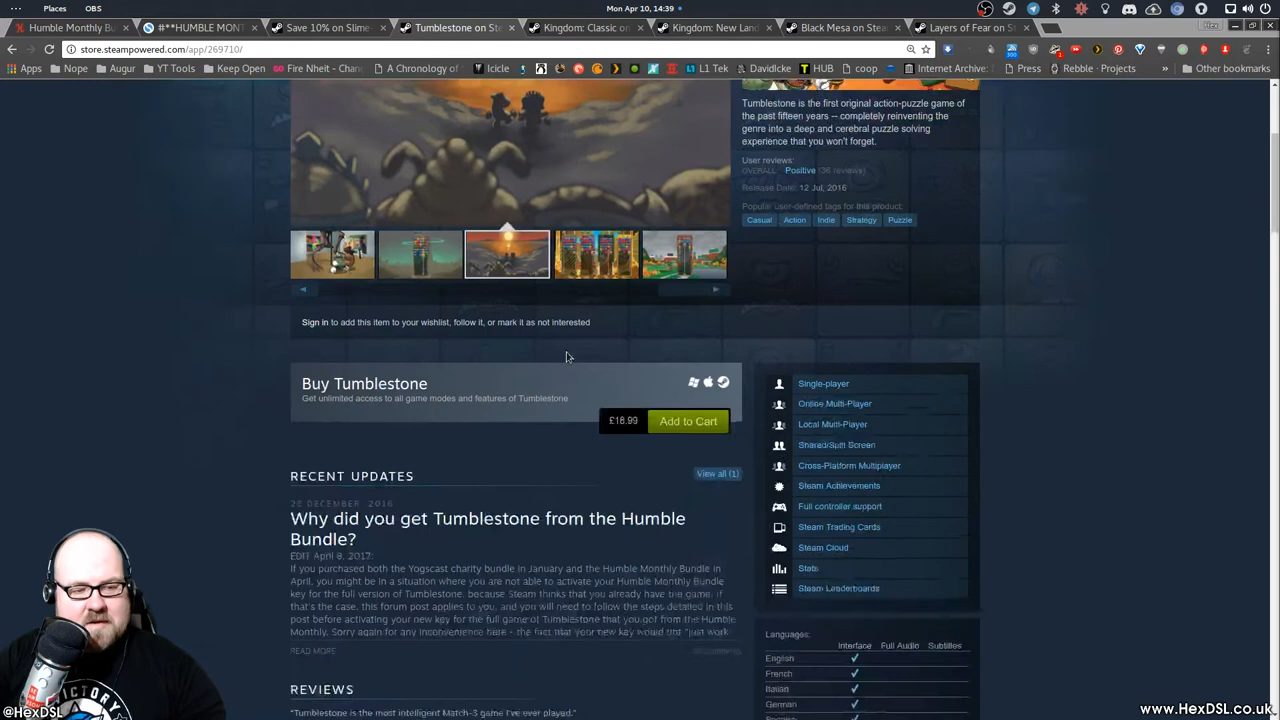 Places
OBS
Mon Apr 10, 14:39
Humble Monthly Bu
#**HUMBLE MONT
Save 10% on Slime
Tumblestone on Ste
Kingdom: Classic on
Kingdom: New Lan
Black Mesa on Steam
Layers of Fear on St
Hex
store.steampowered.com/app/269710/
Apps
Nope
Augur
YT Tools
Keep Open
Fire Nheit – Chan
A Chronology of
Icicle
L1 Tek
DavidIcke
HUB
coop
Internet Archive:
Press
Rebble · Projects
»
Other bookmarks
Tumblestone is the first original action-puzzle game of
the past fifteen years -- completely reinventing the
genre into a deep and cerebral puzzle solving
experience that you won't forget.
User reviews:
OVERALL Positive (36 reviews)
Release Date: 12 Jul, 2016
Popular user-defined tags for this product:
Casual Action Indie Strategy Puzzle
Sign in to add this item to your wishlist, follow it, or mark it as not interested
Buy Tumblestone
Get unlimited access to all game modes and features of Tumblestone
£18.99 Add to Cart
Single-player
Online Multi-Player
Local Multi-Player
Shared/Split Screen
Cross-Platform Multiplayer
Steam Achievements
Full controller support
Steam Trading Cards
Steam Cloud
Stats
Steam Leaderboards
RECENT UPDATES
View all (1)
DECEMBER, 2016
Why did you get Tumblestone from the Humble
Bundle?
EDIT April 8, 2017:
If you purchased both the Yogscast charity bundle in January and the Humble Monthly Bundle in
April, you might be in a situation where you are not able to activate your Humble Monthly Bundle
key for the full version of Tumblestone, because Steam thinks that you already have the game. If
that's the case, this forum post applies to you, and you will need to follow the steps detailed in this
post before activating your new key for the full game of Tumblestone that you got from the Humble
Monthly. Sorry again for any inconvenience here - the fact that your new key would not "just work"
READ MORE
REVIEWS
"Tumblestone is the most intelligent Match-3 game I've ever played."
Languages:
Interface Full Audio Subtitles
English
French
Italian
German
VICTORY
@HexDSL
www.HexDSL.co.uk